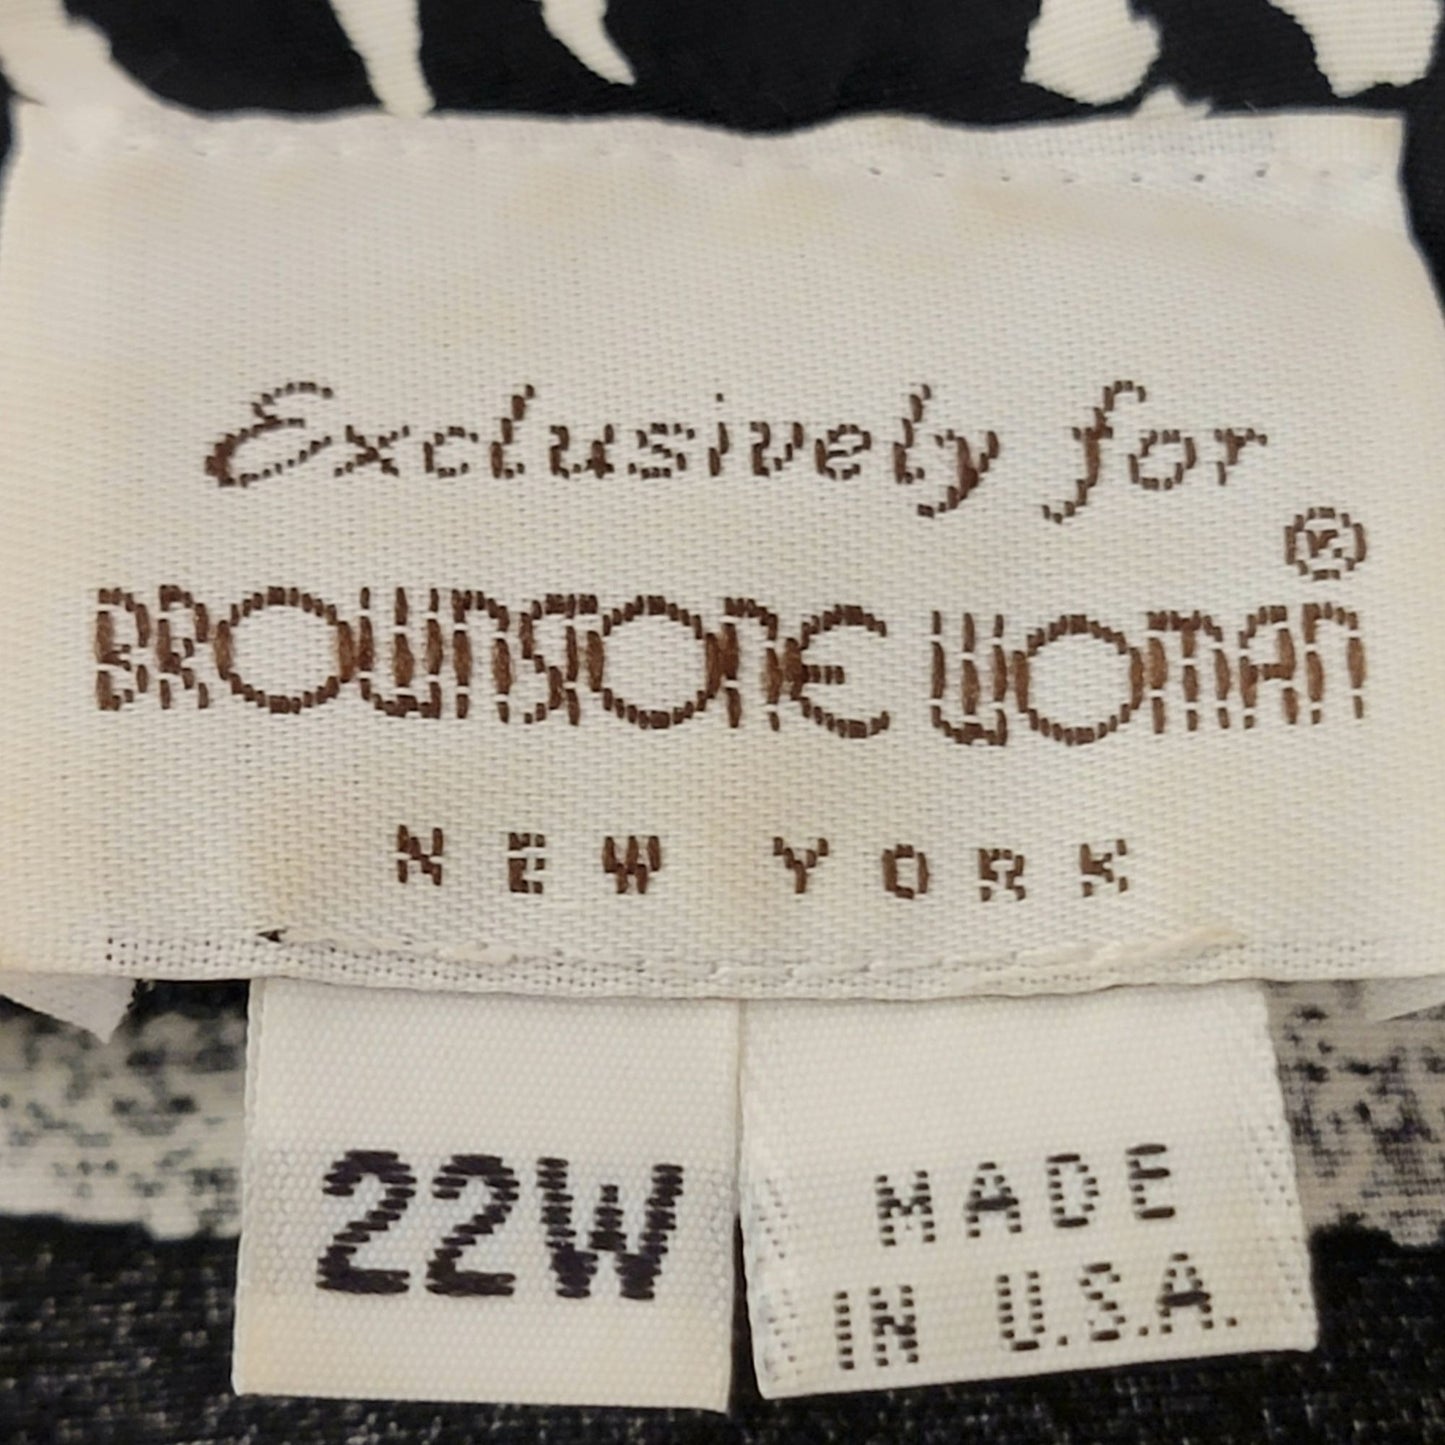 Exclusively for
BROWNSTONE WOMAN®
NEW YORK
22W
MADE
IN U.S.A.